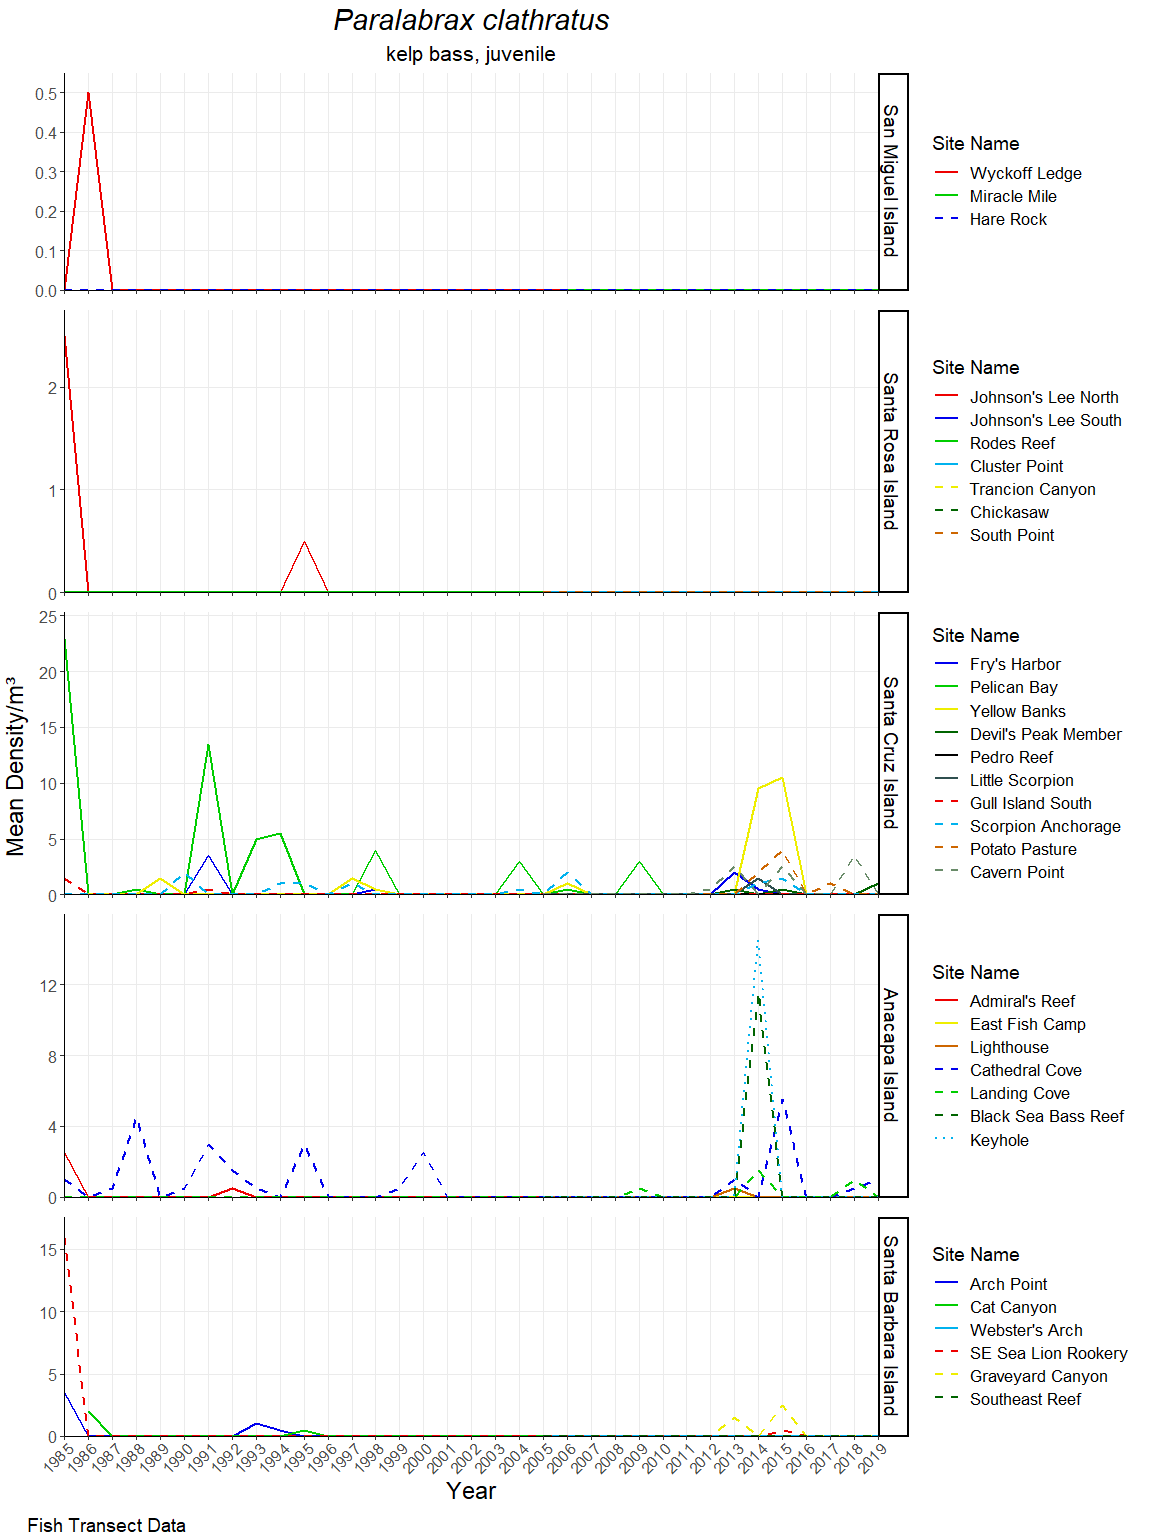 Paralabrax clathratus
kelp bass, juvenile
0.5
0.4
0.3
0.2
0.1
0.0
San Miguel Island
Site Name
Wyckoff Ledge
Miracle Mile
Hare Rock
2
1
0
Santa Rosa Island
Site Name
Johnson's Lee North
Johnson's Lee South
Rodes Reef
Cluster Point
Trancion Canyon
Chickasaw
South Point
Mean Density/m³
25
20
15
10
5
0
Santa Cruz Island
Site Name
Fry's Harbor
Pelican Bay
Yellow Banks
Devil's Peak Member
Pedro Reef
Little Scorpion
Gull Island South
Scorpion Anchorage
Potato Pasture
Cavern Point
12
8
4
0
Anacapa Island
Site Name
Admiral's Reef
East Fish Camp
Lighthouse
Cathedral Cove
Landing Cove
Black Sea Bass Reef
Keyhole
15
10
5
0
Santa Barbara Island
Site Name
Arch Point
Cat Canyon
Webster's Arch
SE Sea Lion Rookery
Graveyard Canyon
Southeast Reef
1985 1986 1987 1988 1989 1990 1991 1992 1993 1994 1995 1996 1997 1998 1999 2000 2001 2002 2003 2004 2005 2006 2007 2008 2009 2010 2011 2012 2013 2014 2015 2016 2017 2018 2019
Year
Fish Transect Data